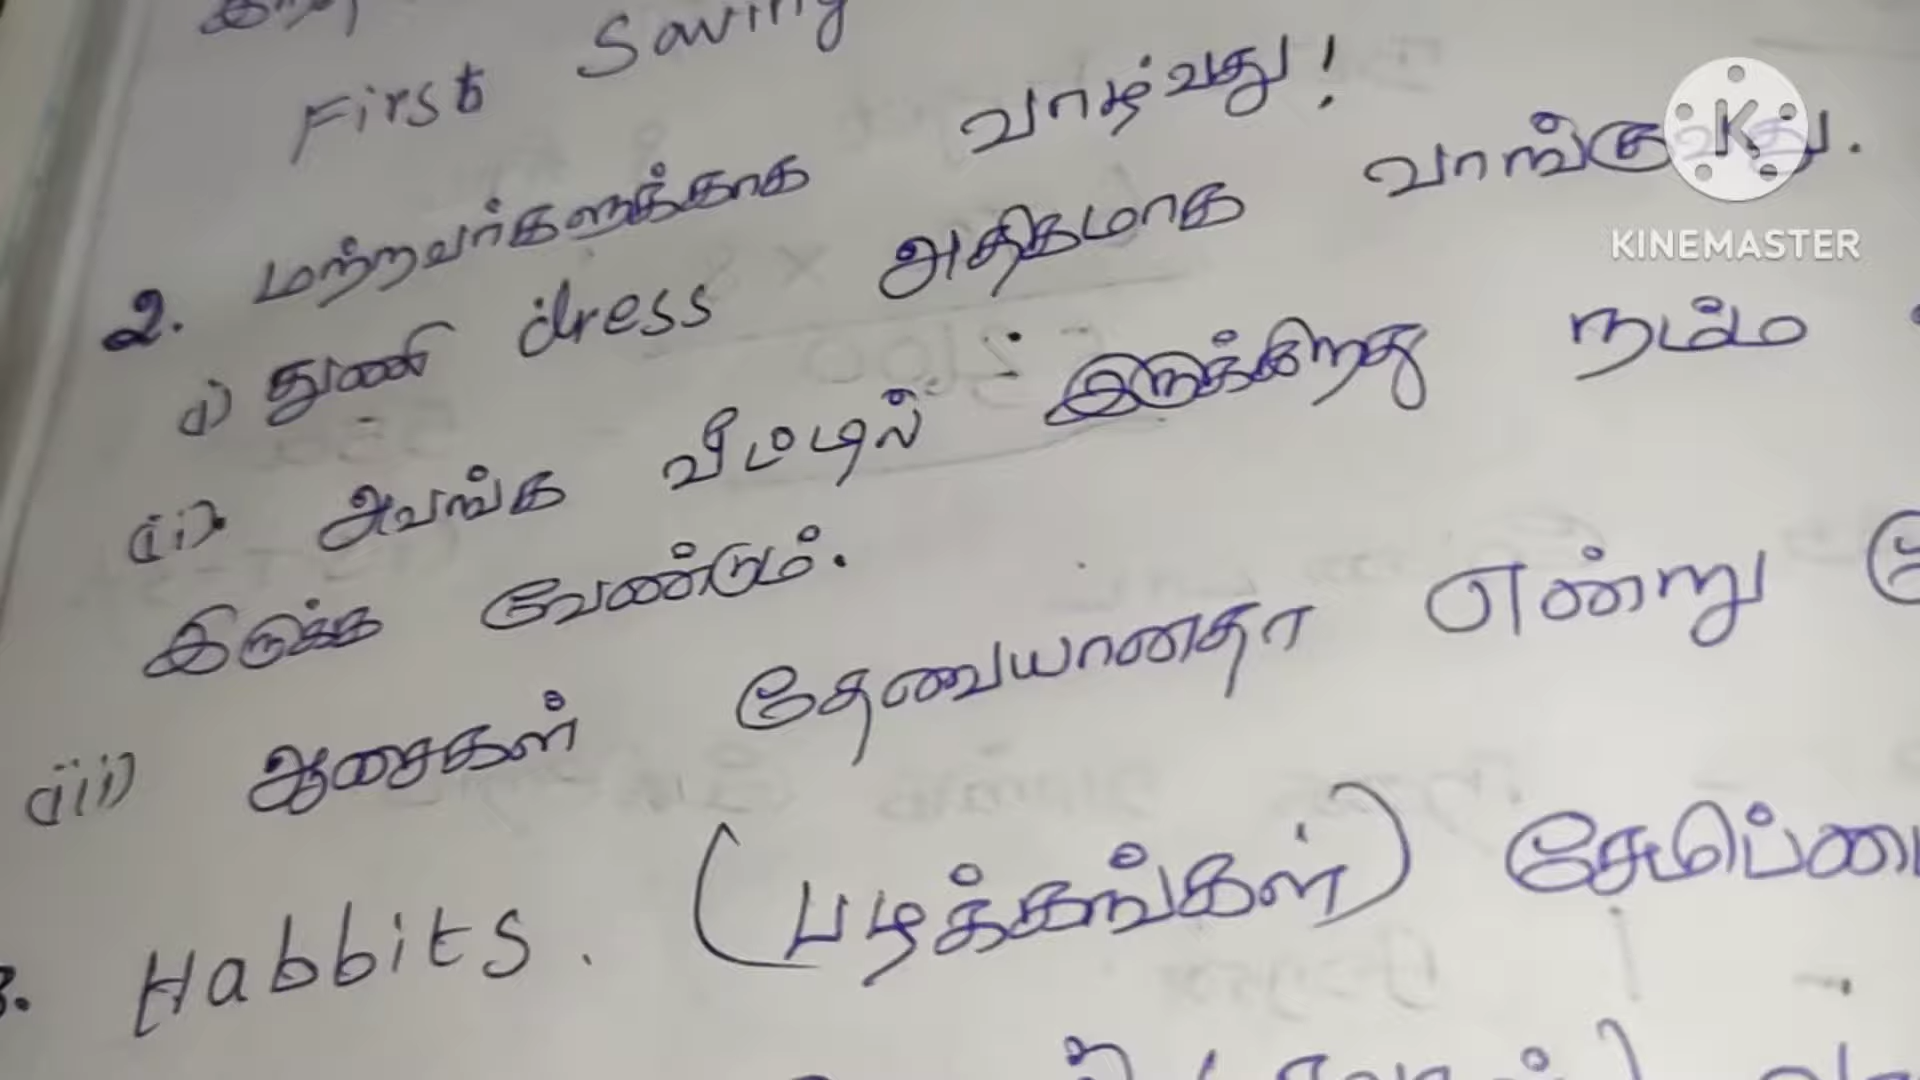 First Saving
2. மற்றவர்களுக்காக வாழ்வது!
i) துணி dress அதிகமாக வாங்குவது.
(ii). அவங்க வீட்டில் இருக்கிறது நம்ம
இருக்க வேண்டும்.
(iii) ஆசைகள் தேவையானதா என்று
3. Habbits. (பழக்கங்கள்)
KINEMASTER